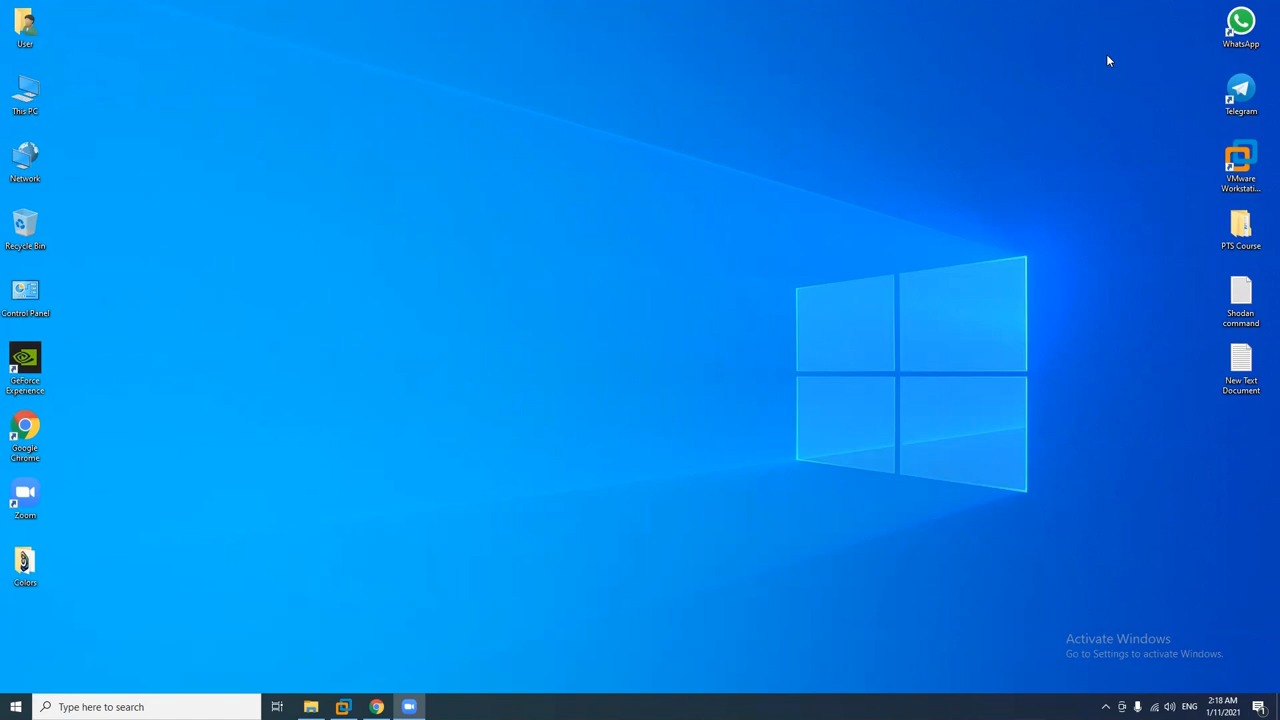 User
This PC
Network
Recycle Bin
Control Panel
GeForce
Experience
Google
Chrome
Zoom
Colors
WhatsApp
Telegram
VMware
Workstati...
PTS Course
Shodan
command
New Text
Document
Activate Windows
Go to Settings to activate Windows.
Type here to search
ENG
2:18 AM
1/11/2021
1